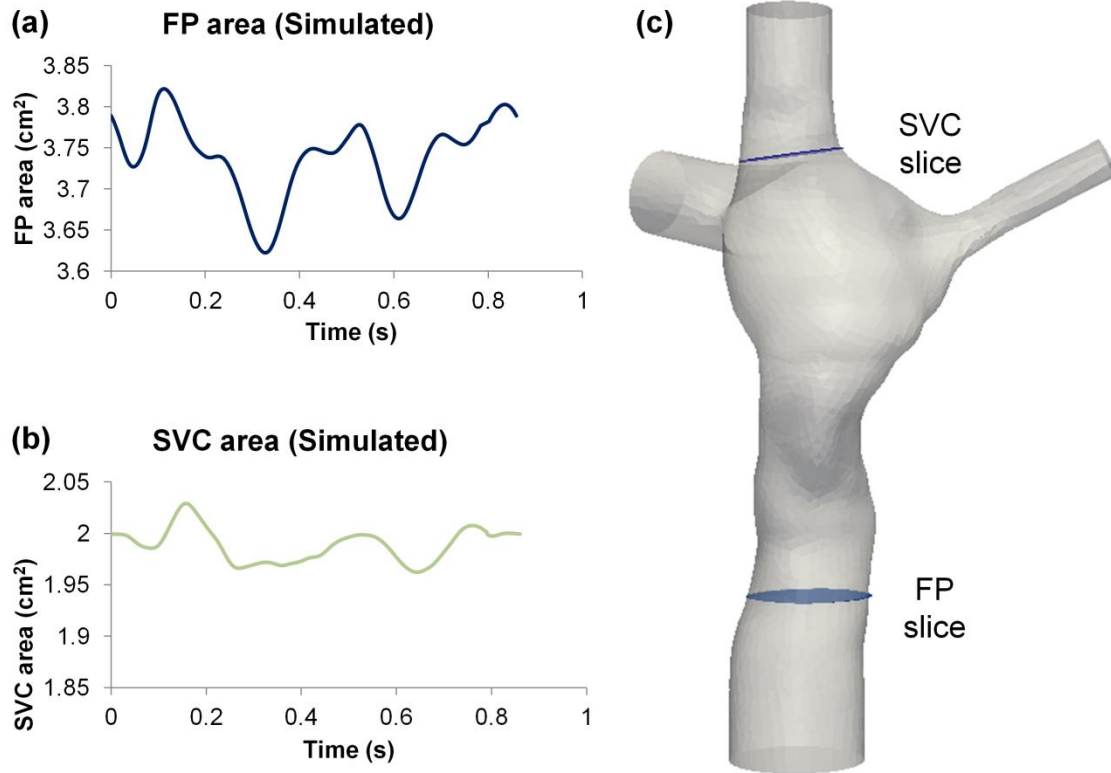 (a)
FP area (Simulated)
FP area (cm²)
3.85
3.8
3.75
3.7
3.65
3.6
0
0.2
0.4
0.6
0.8
1
Time (s)
(b)
SVC area (Simulated)
SVC area (cm²)
2.05
2
1.95
1.9
1.85
0
0.2
0.4
0.6
0.8
1
Time (s)
(c)
SVC
slice
FP
slice